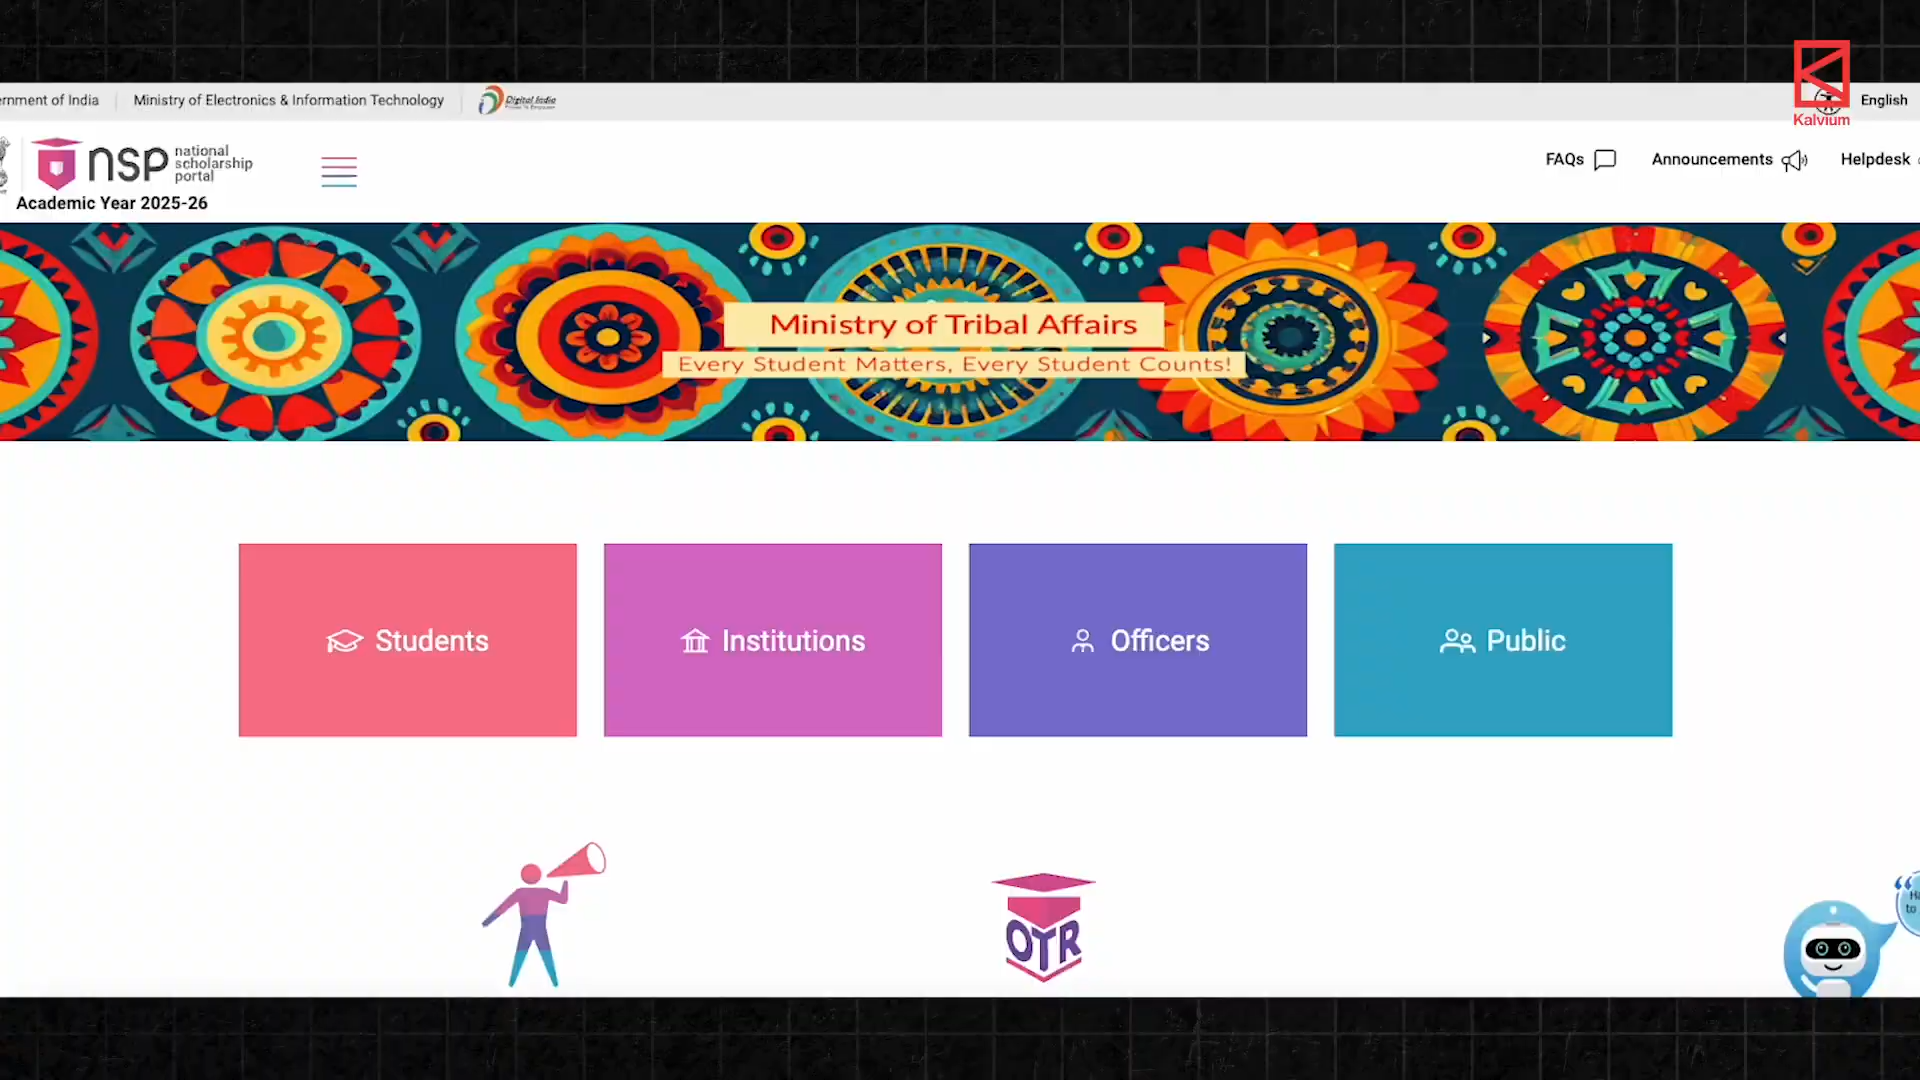 ernment of India
Ministry of Electronics & Information Technology
Digital India
Kalvium
English
nsp national scholarship portal
Academic Year 2025-26
FAQs
Announcements
Helpdesk
Ministry of Tribal Affairs
Every Student Matters, Every Student Counts!
Students
Institutions
Officers
Public
OTR
to